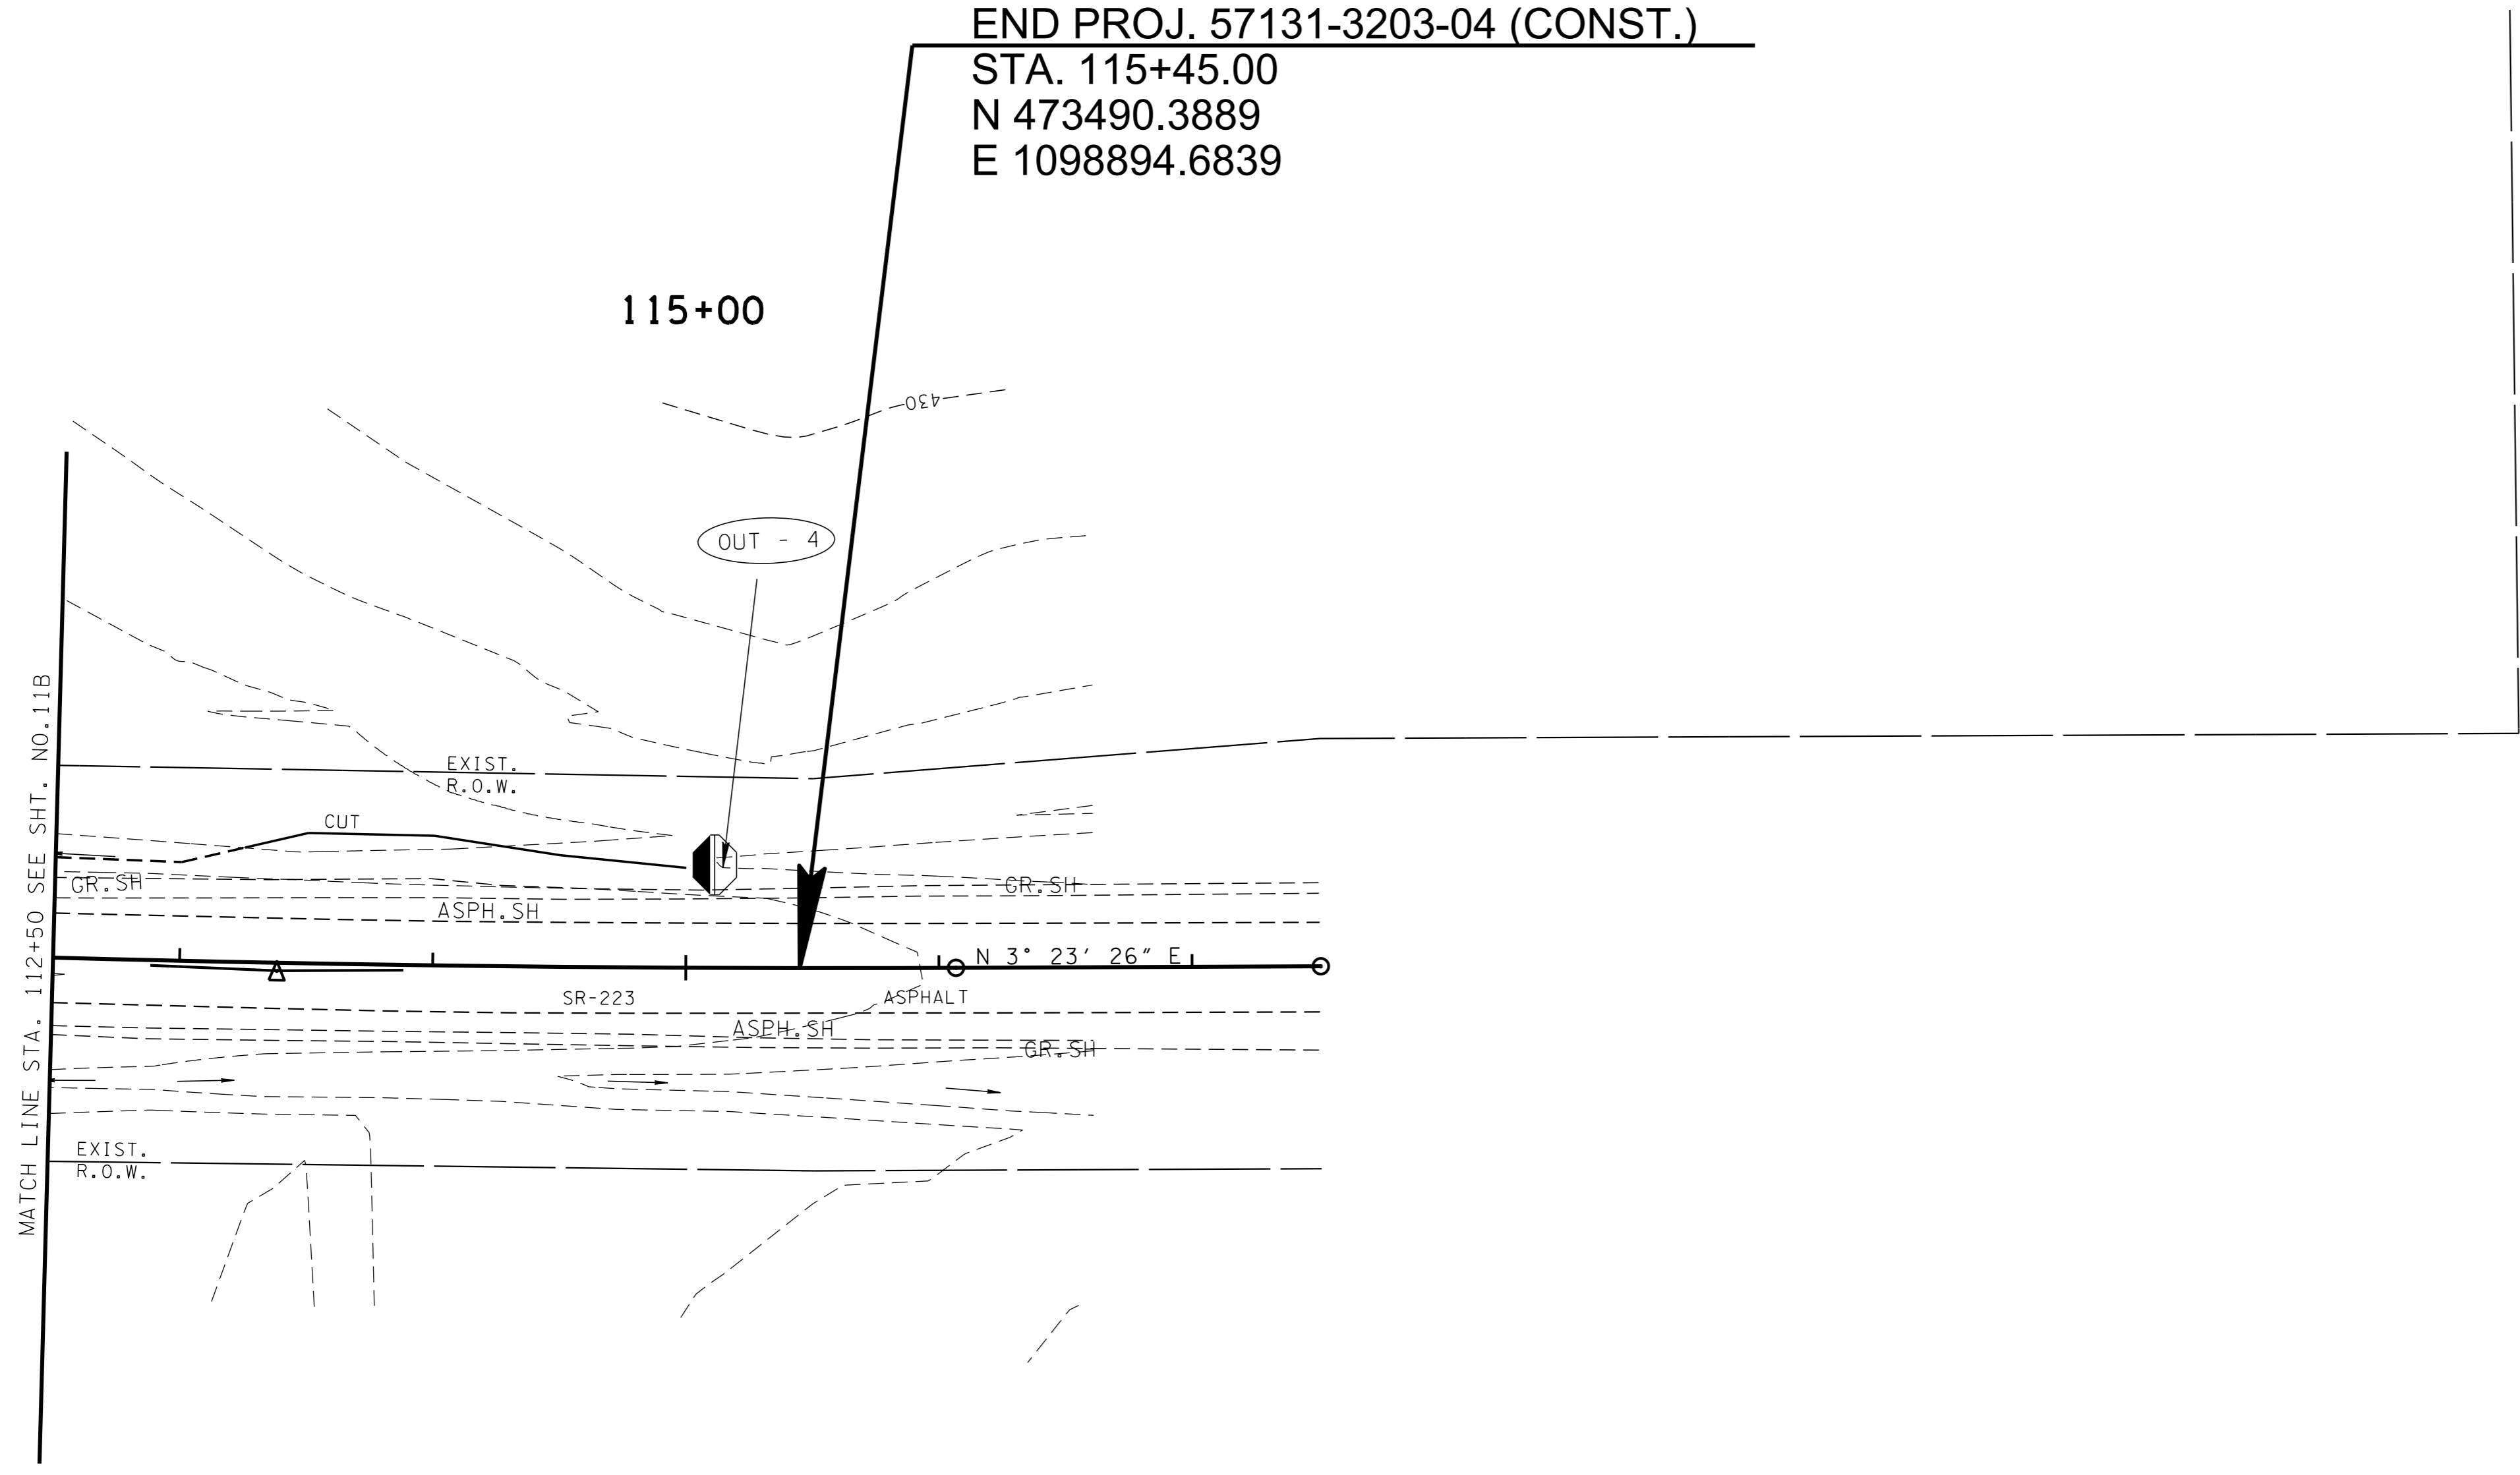 END PROJ. 57131-3203-04 (CONST.)
STA. 115+45.00
N 473490.3889
E 1098894.6839
115+00
430
OUT - 4
EXIST.
R.O.W.
CUT
GR.SH
GR.SH
ASPH.SH
N 3° 23′ 26″ E
SR-223
ASPHALT
ASPH.SH
GR.SH
EXIST.
R.O.W.
MATCH LINE STA. 112+50 SEE SHT. NO.11B